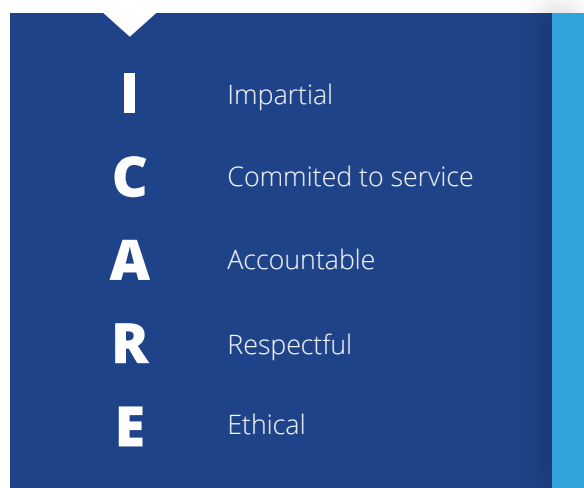 I Impartial
C Commited to service
A Accountable
R Respectful
E Ethical